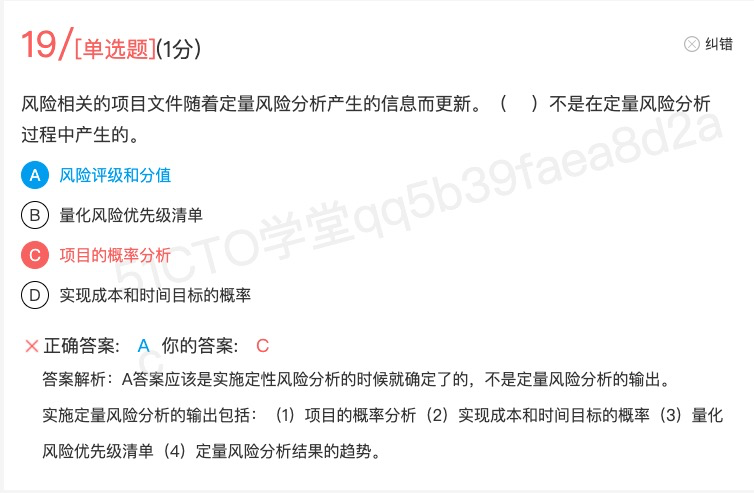 19/[单选题](1分)
纠错
风险相关的项目文件随着定量风险分析产生的信息而更新。（ ）不是在定量风险分析
过程中产生的。
A 风险评级和分值
B 量化风险优先级清单
C 项目的概率分析
D 实现成本和时间目标的概率
51CTO学堂qq5b39faea8d2a
正确答案: A 你的答案: C
c
答案解析：A答案应该是实施定性风险分析的时候就确定了的，不是定量风险分析的输出。
实施定量风险分析的输出包括：（1）项目的概率分析（2）实现成本和时间目标的概率（3）量化
风险优先级清单（4）定量风险分析结果的趋势。